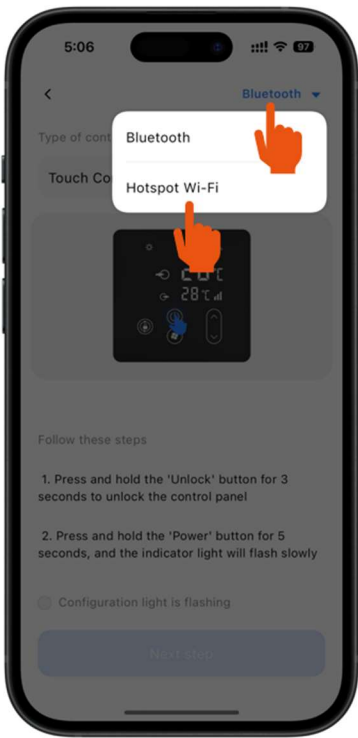 5:06
97
Bluetooth
Type of cont
Bluetooth
Touch Co
Hotspot Wi-Fi
28℃
Follow these steps
1. Press and hold the 'Unlock' button for 3
seconds to unlock the control panel
2. Press and hold the 'Power' button for 5
seconds, and the indicator light will flash slowly
Configuration light is flashing
Next step